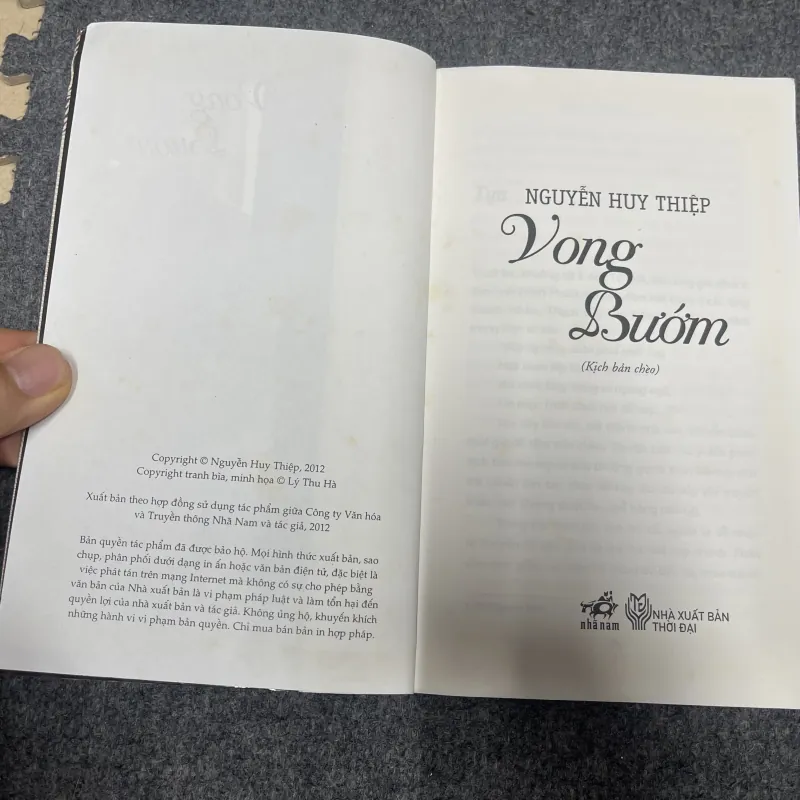 Copyright © Nguyễn Huy Thiệp, 2012
Copyright tranh bìa, minh họa © Lý Thu Hà
Xuất bản theo hợp đồng sử dụng tác phẩm giữa Công ty Văn hóa
và Truyền thông Nhã Nam và tác giả, 2012
Bản quyền tác phẩm đã được bảo hộ. Mọi hình thức xuất bản, sao
chụp, phân phối dưới dạng in ấn hoặc văn bản điện tử, đặc biệt là
việc phát tán trên mạng Internet mà không có sự cho phép bằng
văn bản của Nhà xuất bản là vi phạm pháp luật và làm tổn hại đến
quyền lợi của nhà xuất bản và tác giả. Không ủng hộ, khuyến khích
những hành vi vi phạm bản quyền. Chỉ mua bán bản in hợp pháp.
NGUYỄN HUY THIỆP
Vong
Bướm
(Kịch bản chèo)
nhã nam
NHÀ XUẤT BẢN
THỜI ĐẠI